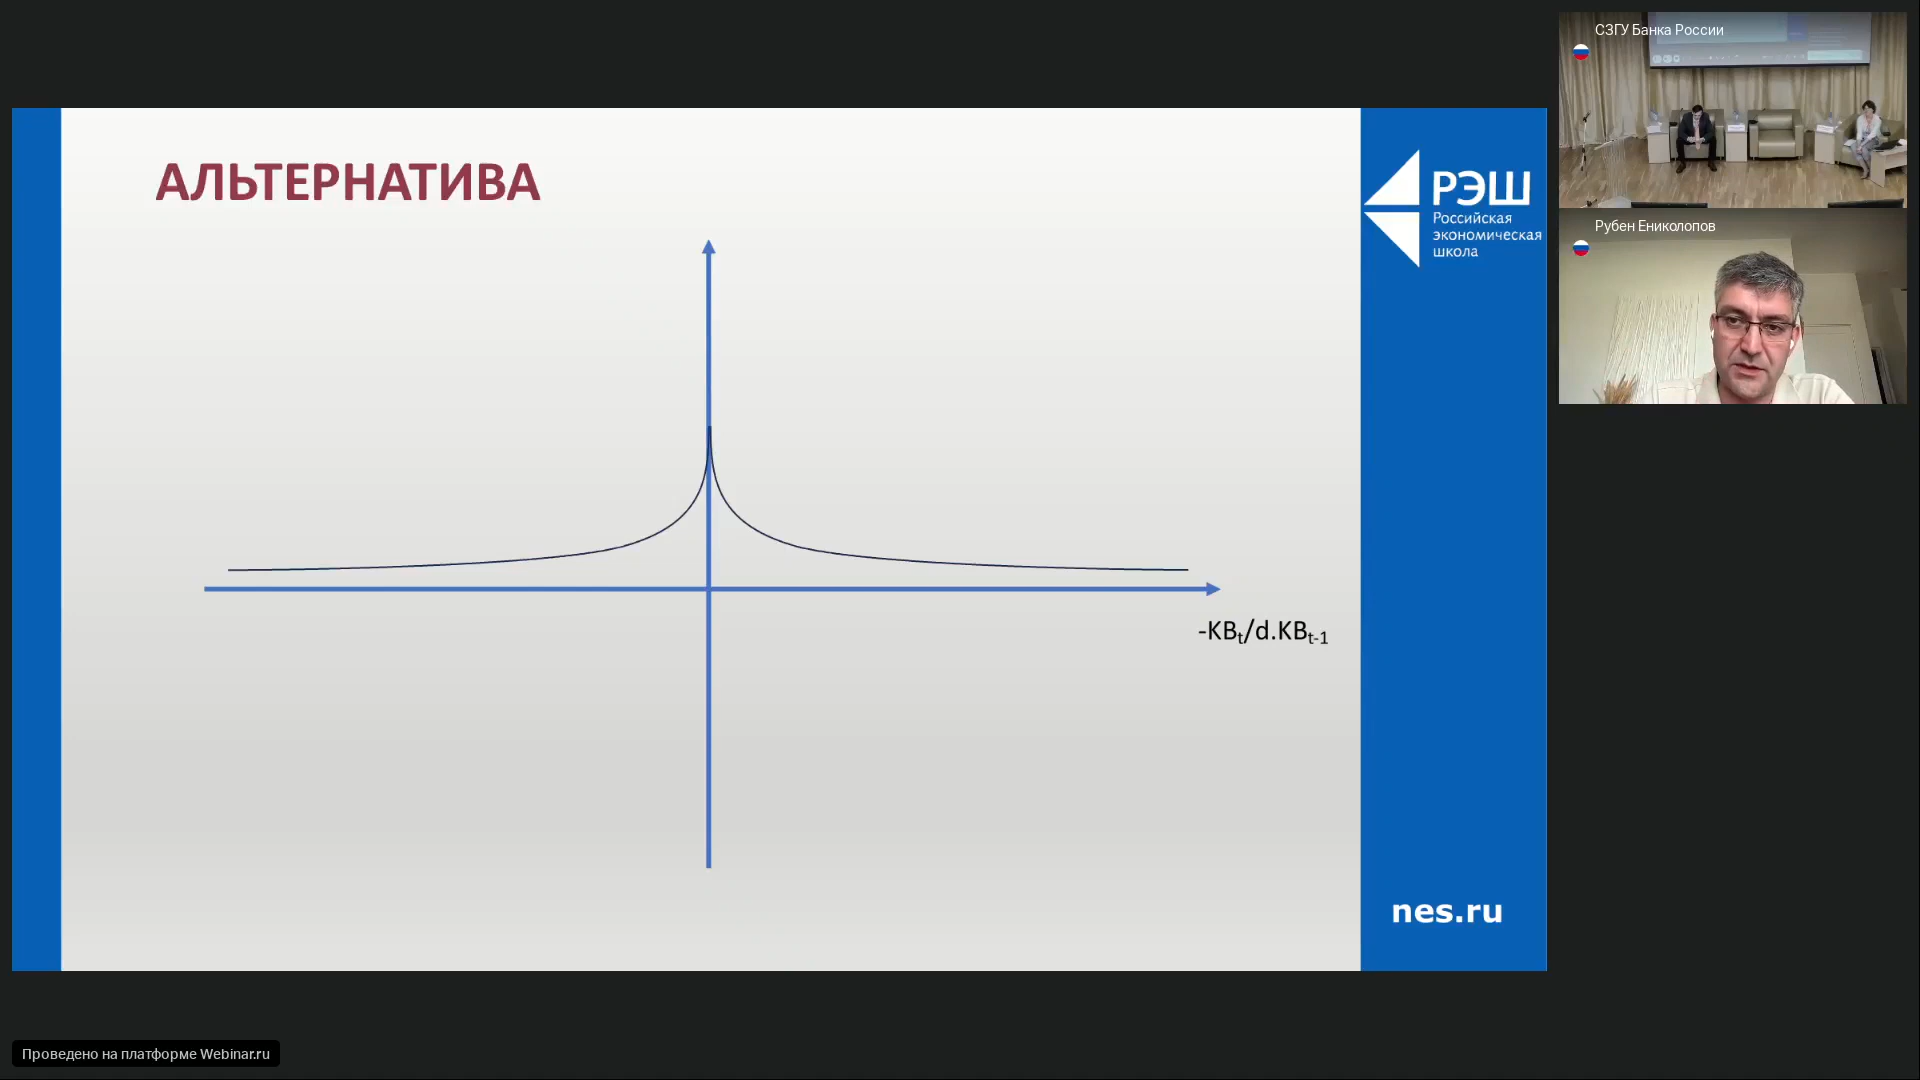 АЛЬТЕРНАТИВА
РЭШ
Российская
экономическая
школа
-KBt/d.KBt-1
nes.ru
СЗГУ Банка России
Рубен Ениколопов
Проведено на платформе Webinar.ru